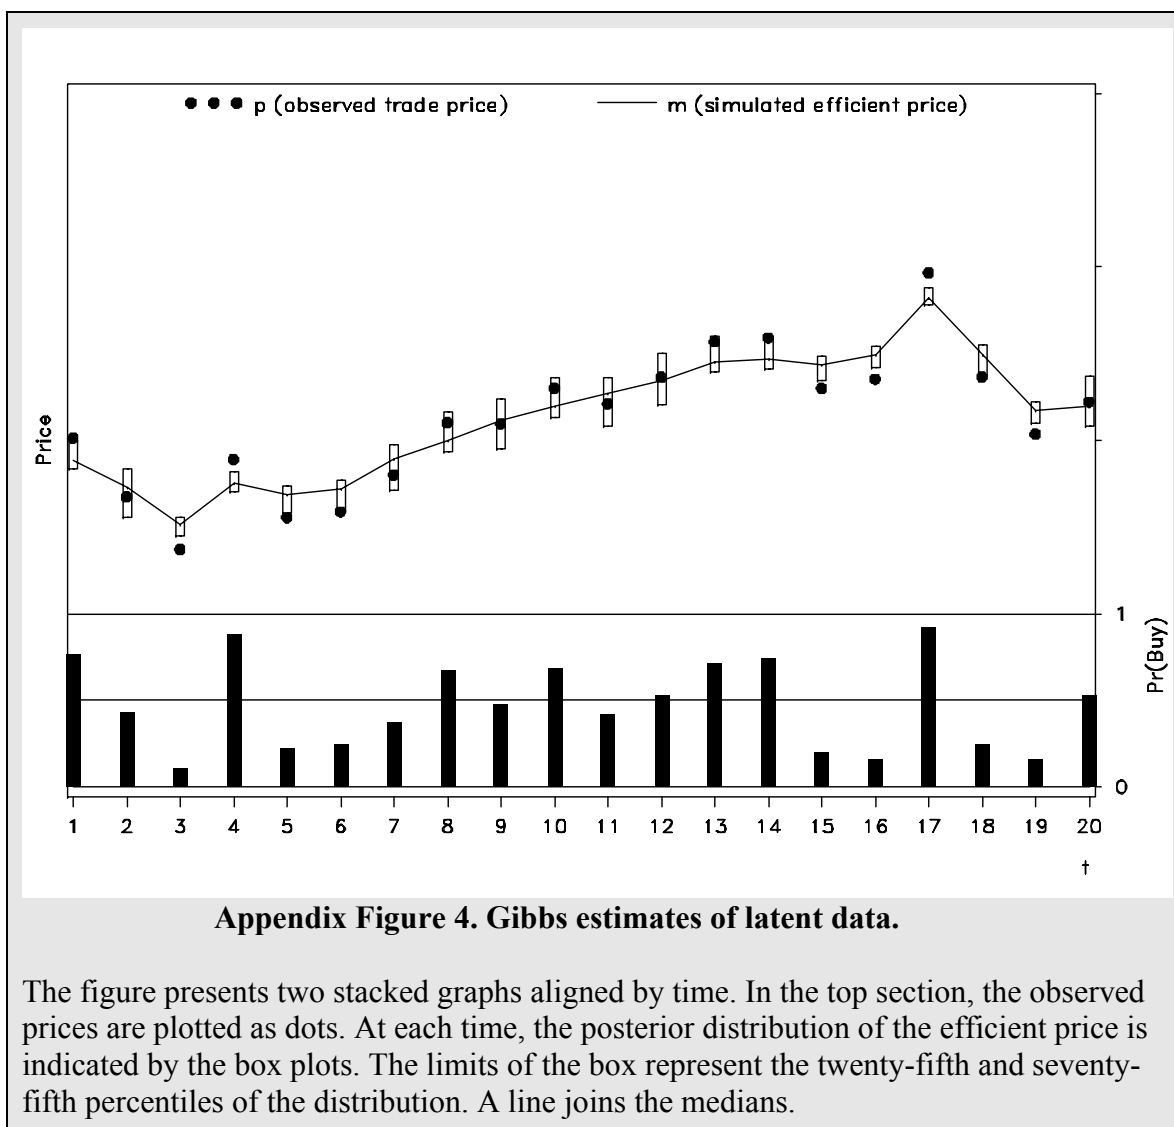 p (observed trade price)
m (simulated efficient price)
Price
1
Pr(Buy)
0
1 2 3 4 5 6 7 8 9 10 11 12 13 14 15 16 17 18 19 20
t
Appendix Figure 4. Gibbs estimates of latent data.
The figure presents two stacked graphs aligned by time. In the top section, the observed
prices are plotted as dots. At each time, the posterior distribution of the efficient price is
indicated by the box plots. The limits of the box represent the twenty-fifth and seventy-
fifth percentiles of the distribution. A line joins the medians.